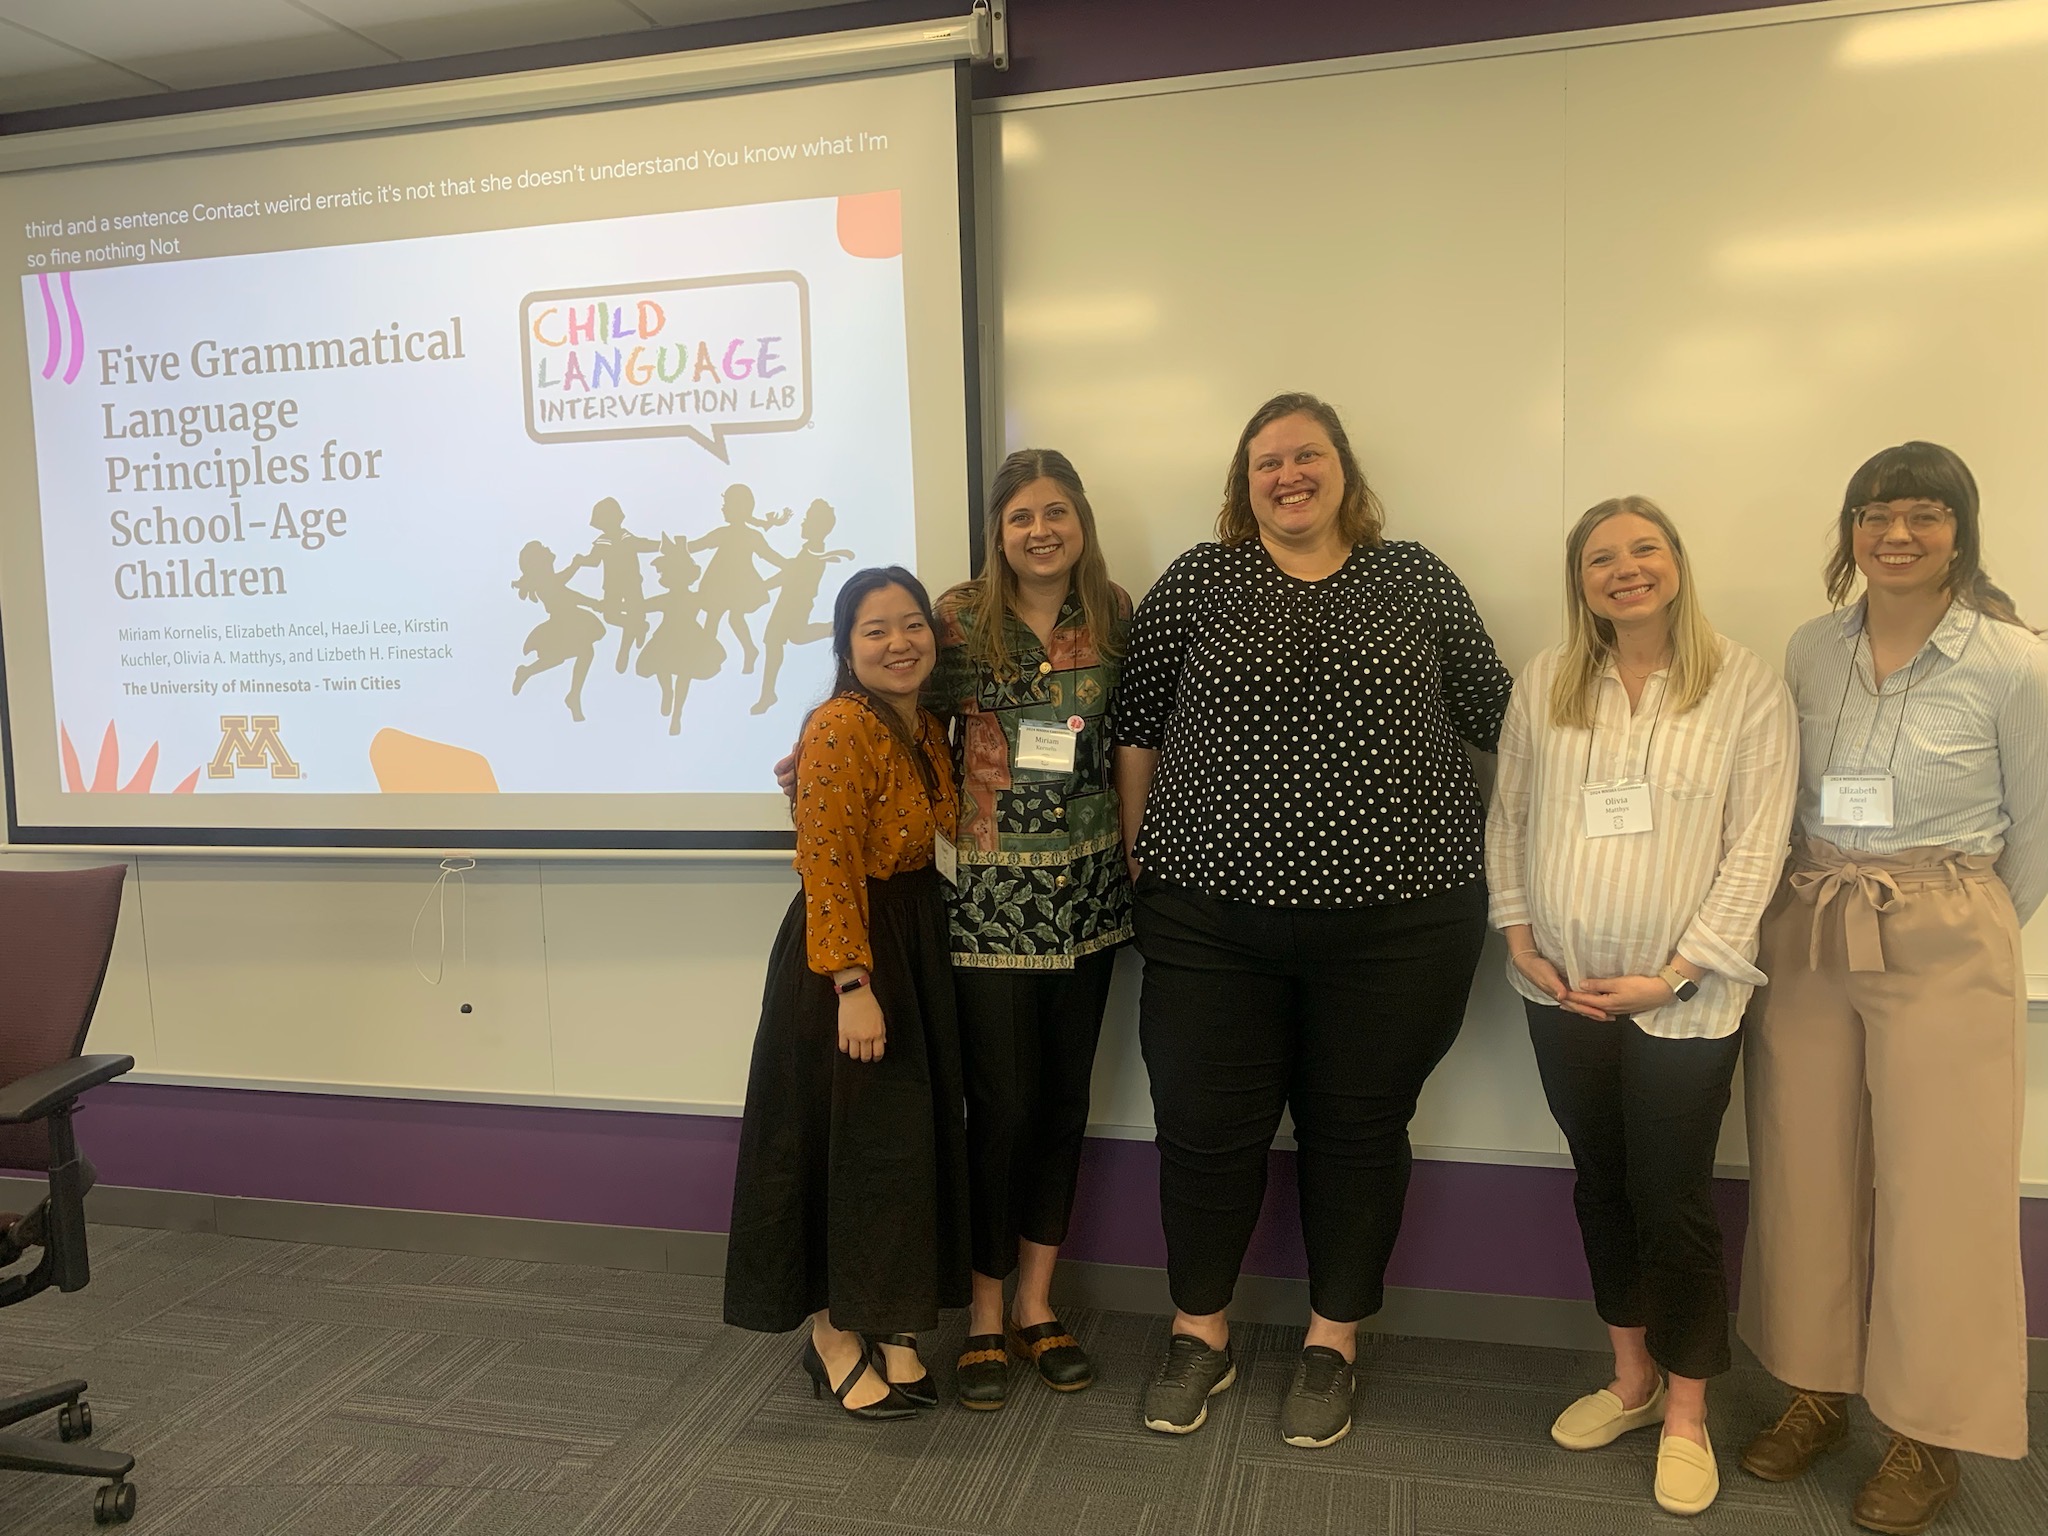 third and a sentence Contact weird erratic it's not that she doesn't understand You know what I'm
so fine nothing Not
Five Grammatical
Language
Principles for
School-Age
Children
Miriam Kornelis, Elizabeth Ancel, HaeJi Lee, Kirstin
Kuchler, Olivia A. Matthys, and Lizbeth H. Finestack
The University of Minnesota - Twin Cities
M
CHILD
LANGUAGE
INTERVENTION LAB
Miriam
Kornelis
Olivia
Matthys
Elizabeth
Ancel